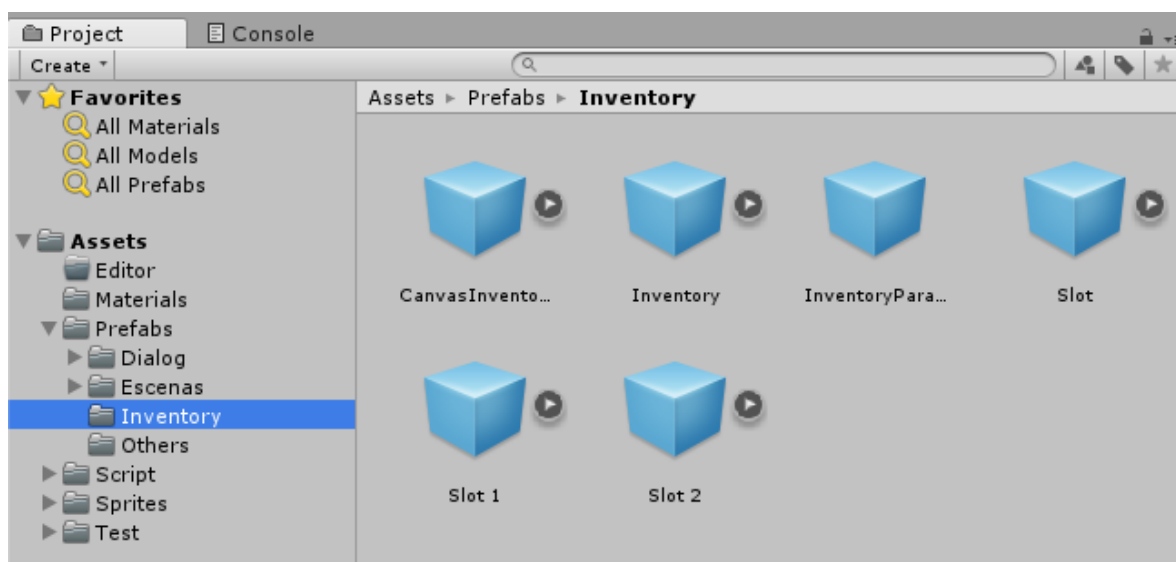 Project
Console
Create
Favorites
All Materials
All Models
All Prefabs
Assets
Editor
Materials
Prefabs
Dialog
Escenas
Inventory
Others
Script
Sprites
Test
Assets Prefabs Inventory
CanvasInvento... Inventory InventoryPara... Slot
Slot 1 Slot 2